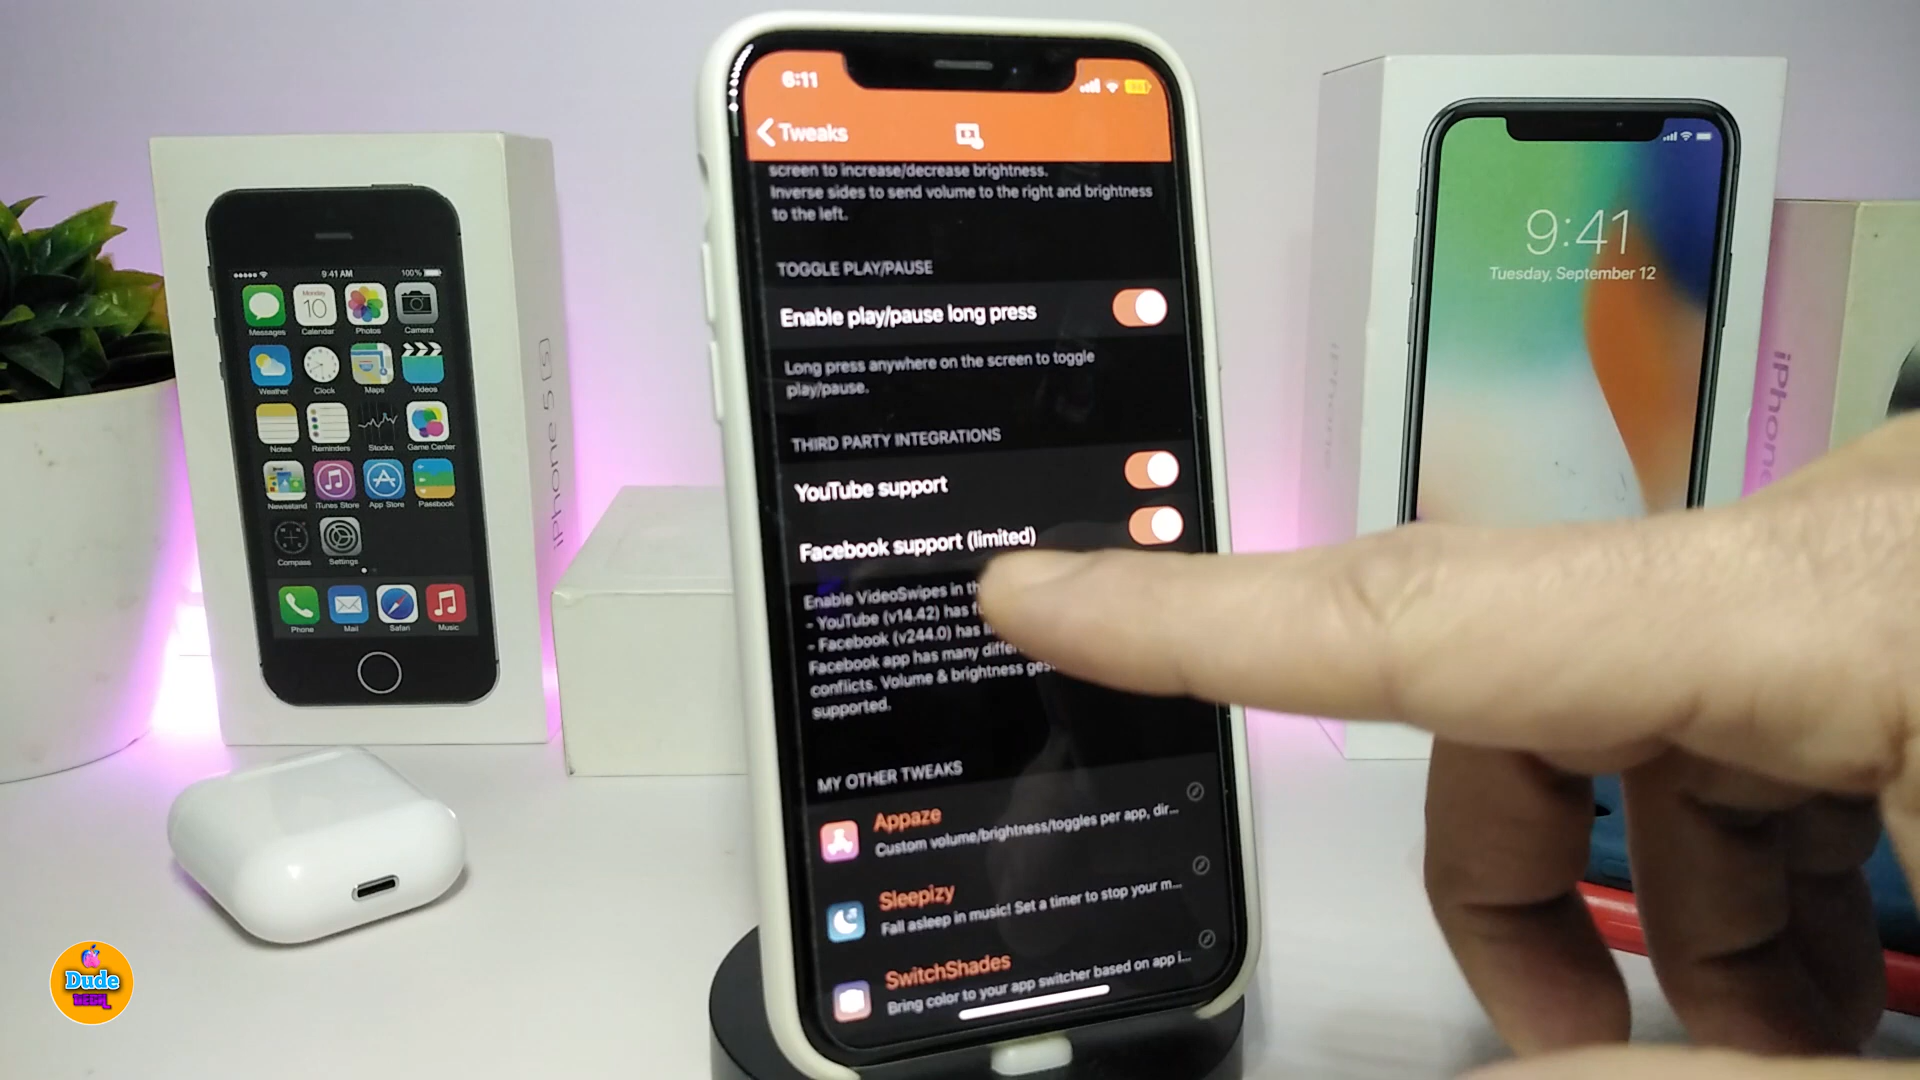 6:11
Tweaks
screen to increase/decrease brightness.
Inverse sides to send volume to the right and brightness
to the left.
TOGGLE PLAY/PAUSE
Enable play/pause long press
Long press anywhere on the screen to toggle
play/pause.
THIRD PARTY INTEGRATIONS
YouTube support
Facebook support (limited)
Enable VideoSwipes in
- YouTube (v14.42) has
- Facebook (v244.0) has
Facebook app has many
conflicts. Volume & brightness
supported.
MY OTHER TWEAKS
Appaze
Custom volume/brightness/toggles per app, dir...
Sleepizy
Fall asleep in music! Set a timer to stop your m...
SwitchShades
Bring color to your app switcher based on app i...
9:41 AM
100%
Monday
10
Messages
Calendar
Photos
Camera
Weather
Clock
Maps
Videos
Notes
Reminders
Stocks
Game Center
Newsstand
iTunes Store
App Store
Passbook
Compass
Settings
Phone
Mail
Safari
Music
iPhone 5s
9:41
Tuesday, September 12
iPhone
iPhone
Dude
TECH